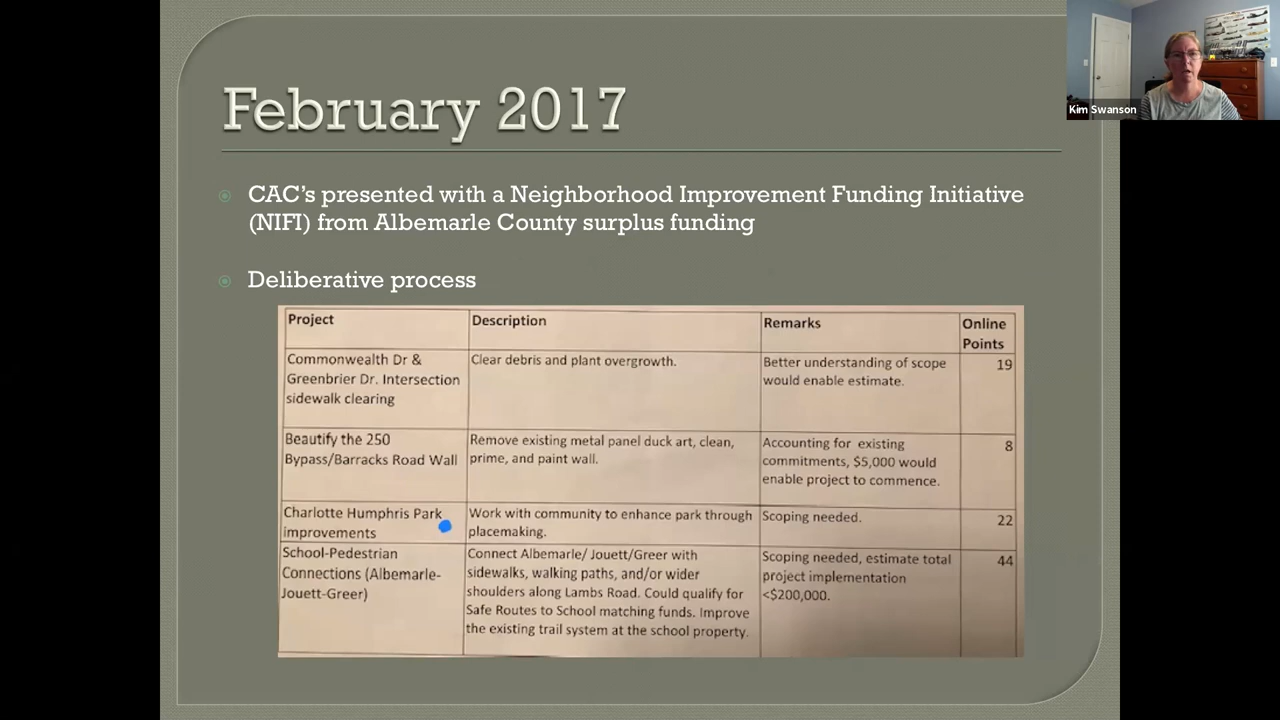 February 2017
Kim Swanson
CAC's presented with a Neighborhood Improvement Funding Initiative
(NIFI) from Albemarle County surplus funding
Deliberative process
Project
Description
Remarks
Online
Points
Commonwealth Dr &
Greenbrier Dr. Intersection
sidewalk clearing
Clear debris and plant overgrowth.
Better understanding of scope
would enable estimate.
19
Beautify the 250
Bypass/Barracks Road Wall
Remove existing metal panel duck art, clean,
prime, and paint wall.
Accounting for existing
commitments, $5,000 would
enable project to commence.
8
Charlotte Humphris Park
improvements
Work with community to enhance park through
placemaking.
Scoping needed.
22
School-Pedestrian
Connections (Albemarle-
Jouett-Greer)
Connect Albemarle/ Jouett/Greer with
sidewalks, walking paths, and/or wider
shoulders along Lambs Road. Could qualify for
Safe Routes to School matching funds. Improve
the existing trail system at the school property.
Scoping needed, estimate total
project implementation
<$200,000.
44